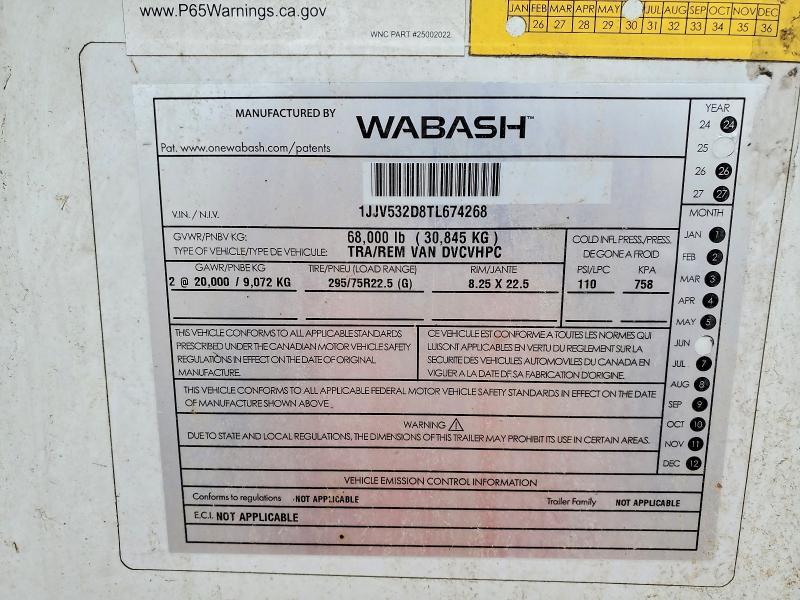 www.P65Warnings.ca.gov
WNC PART #25002022
JAN FEB MAR APR MAY JUL AUG SEP OCT NOV DEC
26 27 28 29 30 31 32 33 34 35 36
MANUFACTURED BY WABASH™
Pat. www.onewabash.com/patents
V.I.N. / N.I.V. 1JJV532D8TL674268
GVWR/PNBV KG: 68,000 lb ( 30,845 KG )
TYPE OF VEHICLE/TYPE DE VEHICULE: TRA/REM VAN DVCVHPC
COLD INFL PRESS./PRESS.
DE GONE A FROID
GAWR/PNBE KG TIRE/PNEU (LOAD RANGE) RIM/JANTE PSI/LPC KPA
2 @ 20,000 / 9,072 KG 295/75R22.5 (G) 8.25 X 22.5 110 758
THIS VEHICLE CONFORMS TO ALL APPLICABLE STANDARDS
PRESCRIBED UNDER THE CANADIAN MOTOR VEHICLE SAFETY
REGULATIONS IN EFFECT ON THE DATE OF ORIGINAL
MANUFACTURE.
CE VEHICULE EST CONFORME A TOUTES LES NORMES QUI
LUISONT APPLICABLES EN VERTU DU REGLEMENT SUR LA
SECURITE DES VEHICULES AUTOMOVILES DU CANADA EN
VIGUER A LA DATE DF. SA FABRICATION D'ORIGINE.
THIS VEHICLE CONFORMS TO ALL APPLICABLE FEDERAL MOTOR VEHICLE SAFETY STANDARDS IN EFFECT ON THE DATE
OF MANUFACTURE SHOWN ABOVE.
WARNING
DUE TO STATE AND LOCAL REGULATIONS, THE DIMENSIONS OF THIS TRAILER MAY PROHIBIT ITS USE IN CERTAIN AREAS.
VEHICLE EMISSION CONTROL INFORMATION
Conforms to regulations NOT APPLICABLE Trailer Family NOT APPLICABLE
E.C.I. NOT APPLICABLE
YEAR
24 24
25
26 26
27 27
MONTH
JAN 1
FEB 2
MAR 3
APR 4
MAY 5
JUN
JUL 7
AUG 8
SEP 9
OCT 10
NOV 11
DEC 12